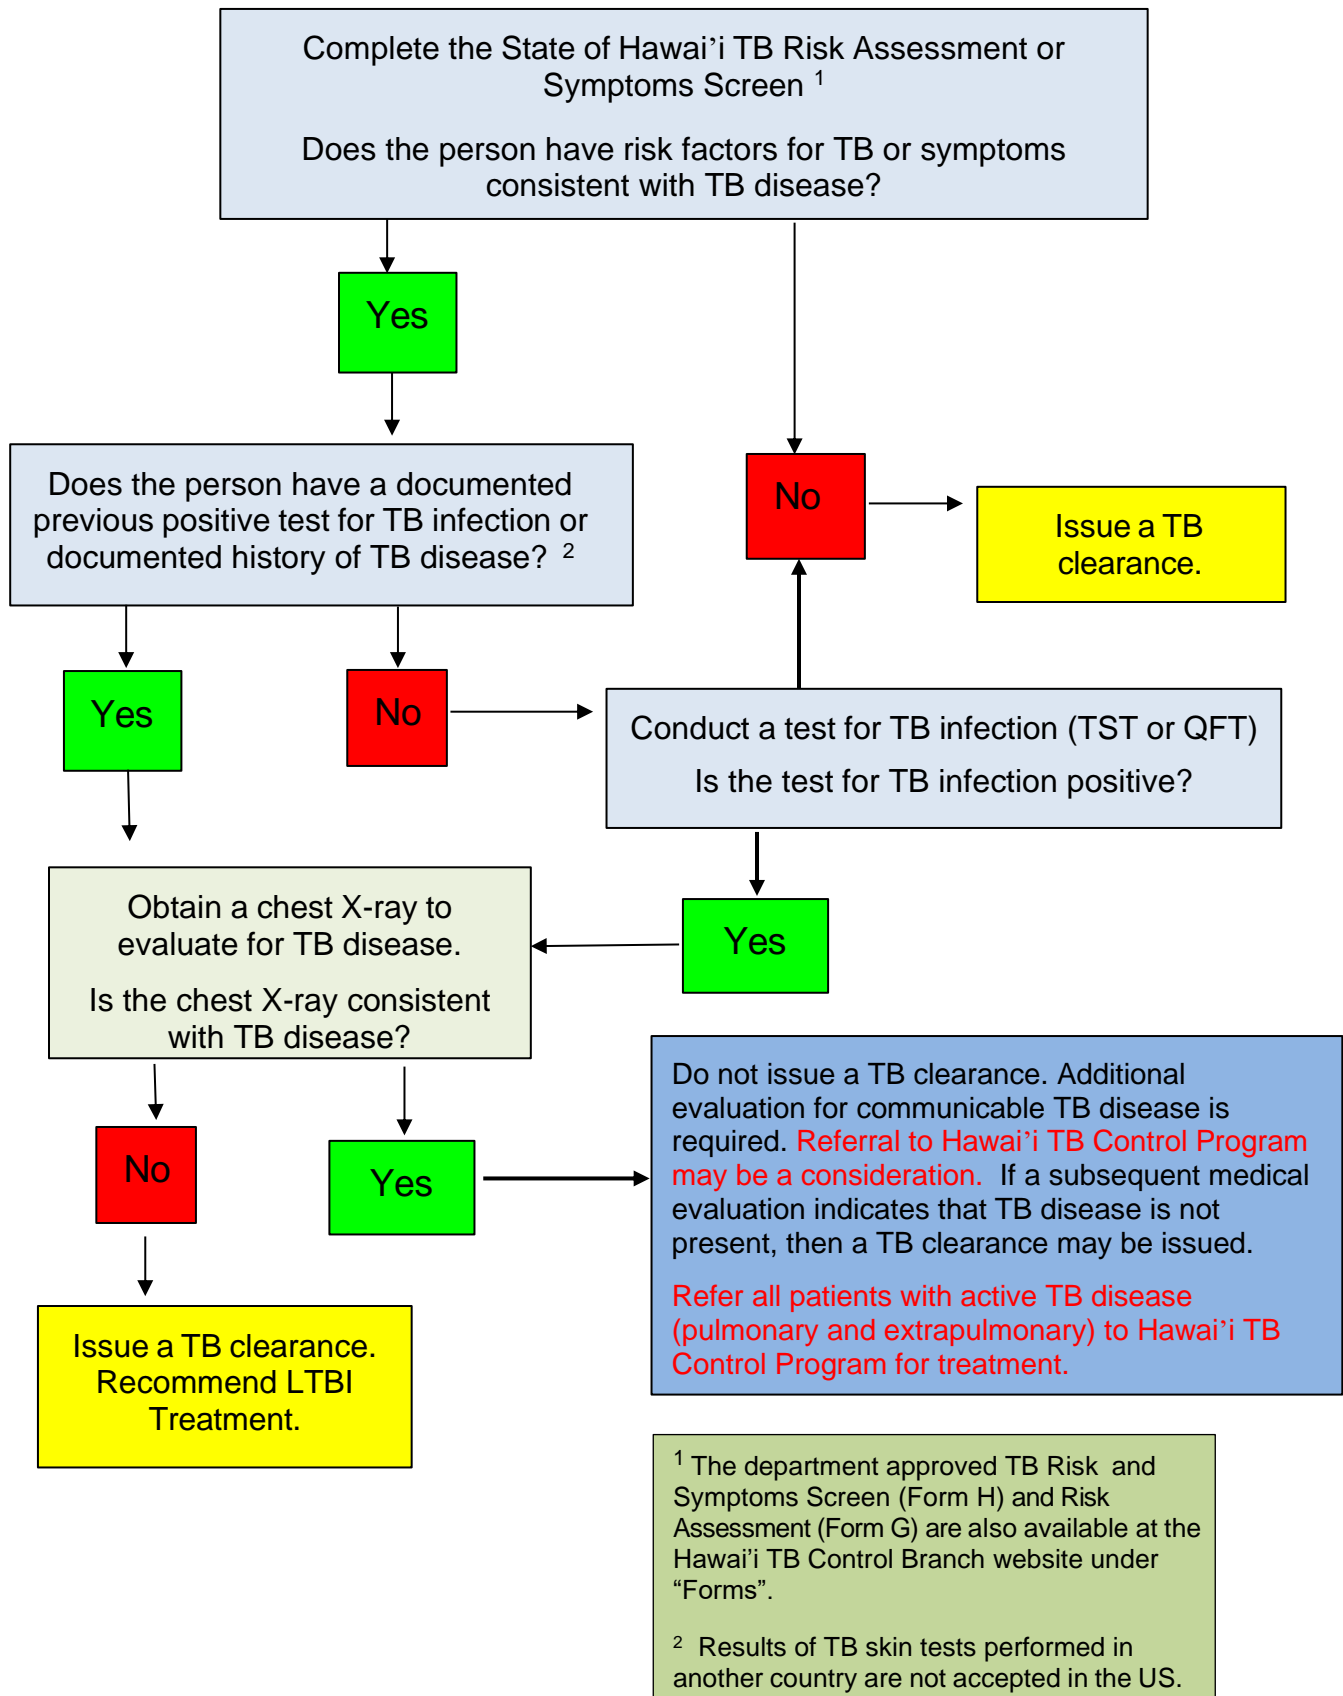 Complete the State of Hawai’i TB Risk Assessment or
Symptoms Screen 1
Does the person have risk factors for TB or symptoms
consistent with TB disease?
Yes
Does the person have a documented
previous positive test for TB infection or
documented history of TB disease? 2
No
Issue a TB
clearance.
Yes
No
Conduct a test for TB infection (TST or QFT)
Is the test for TB infection positive?
Obtain a chest X-ray to
evaluate for TB disease.
Is the chest X-ray consistent
with TB disease?
Yes
No
Yes
Do not issue a TB clearance. Additional
evaluation for communicable TB disease is
required. Referral to Hawai’i TB Control Program
may be a consideration. If a subsequent medical
evaluation indicates that TB disease is not
present, then a TB clearance may be issued.
Refer all patients with active TB disease
(pulmonary and extrapulmonary) to Hawai’i TB
Control Program for treatment.
Issue a TB clearance.
Recommend LTBI
Treatment.
1 The department approved TB Risk and
Symptoms Screen (Form H) and Risk
Assessment (Form G) are also available at the
Hawai’i TB Control Branch website under
“Forms”.
2 Results of TB skin tests performed in
another country are not accepted in the US.